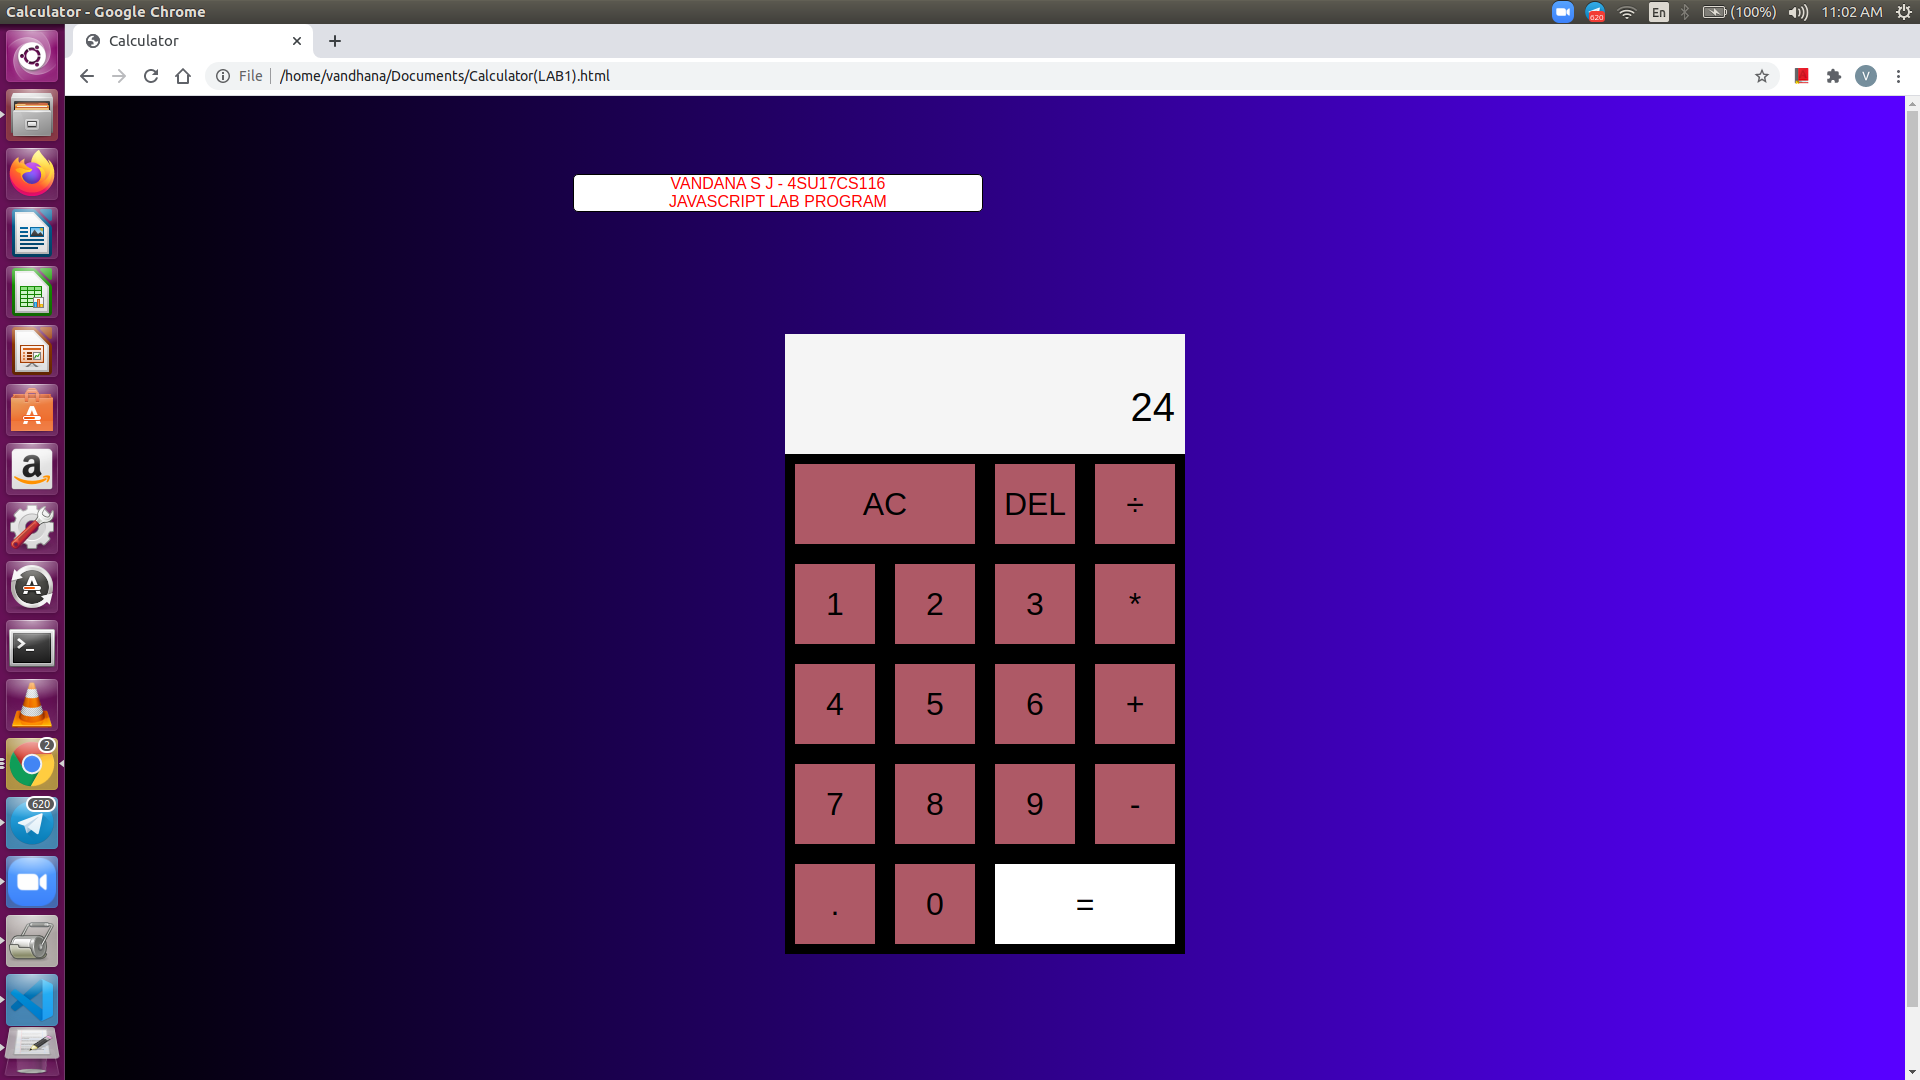 Calculator - Google Chrome
620
En
(100%)
11:02 AM
Calculator
File
/home/vandhana/Documents/Calculator(LAB1).html
V
VANDANA S J - 4SU17CS116
JAVASCRIPT LAB PROGRAM
24
AC DEL ÷
1 2 3 *
4 5 6 +
7 8 9 -
. 0 =
a
2
620